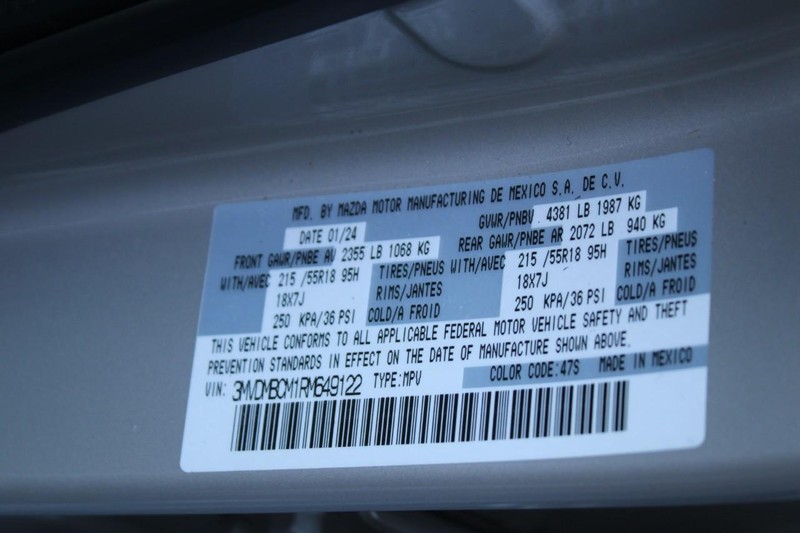 MFD. BY MAZDA MOTOR MANUFACTURING DE MEXICO S.A. DE C.V.
DATE 01/24 GVWR/PNBV 4381 LB 1987 KG
FRONT GAWR/PNBE AV 2355 LB 1068 KG REAR GAWR/PNBE AR 2072 LB 940 KG
WITH/AVEC 215 /55R18 95H TIRES/PNEUS WITH/AVEC 215 /55R18 95H TIRES/PNEUS
18X7J RIMS/JANTES 18X7J RIMS/JANTES
250 KPA/36 PSI COLD/A FROID 250 KPA/36 PSI COLD/A FROID
THIS VEHICLE CONFORMS TO ALL APPLICABLE FEDERAL MOTOR VEHICLE SAFETY AND THEFT
PREVENTION STANDARDS IN EFFECT ON THE DATE OF MANUFACTURE SHOWN ABOVE.
VIN: 3MVDMBCM1RM649122 TYPE:MPV COLOR CODE:47S MADE IN MEXICO